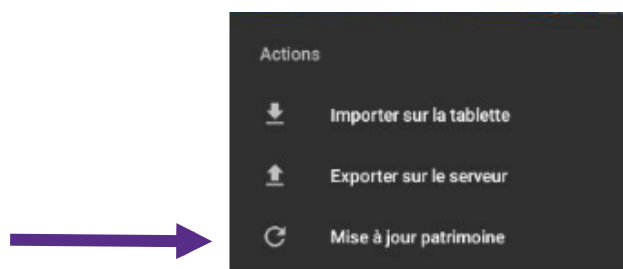 Actions
Importer sur la tablette
Exporter sur le serveur
Mise à jour patrimoine